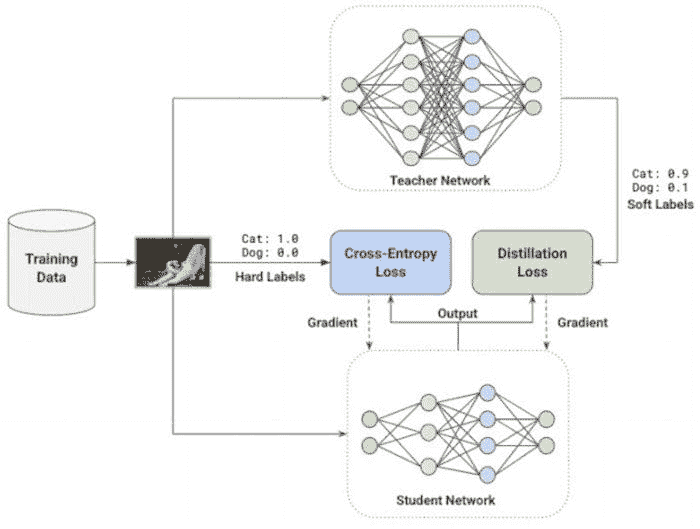 Teacher Network
Cat: 0.9
Dog: 0.1
Soft Labels
Training
Data
Cat: 1.0
Dog: 0.0
Hard Labels
Cross-Entropy
Loss
Distillation
Loss
Gradient
Output
Gradient
Student Network